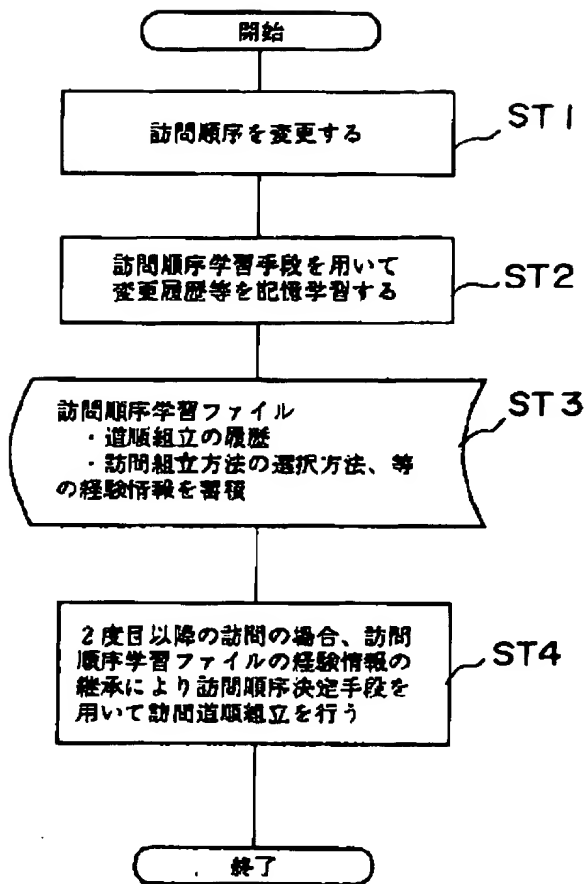 開始
訪問順序を変更する
ST1
訪問順序学習手段を用いて
変更履歴等を記憶学習する
ST2
訪問順序学習ファイル
・道順組立の履歴
・訪問組立方法の選択方法、等
の経験情報を蓄積
ST3
2度目以降の訪問の場合、訪問
順序学習ファイルの経験情報の
継承により訪問順序決定手段を
用いて訪問道順組立を行う
ST4
終了